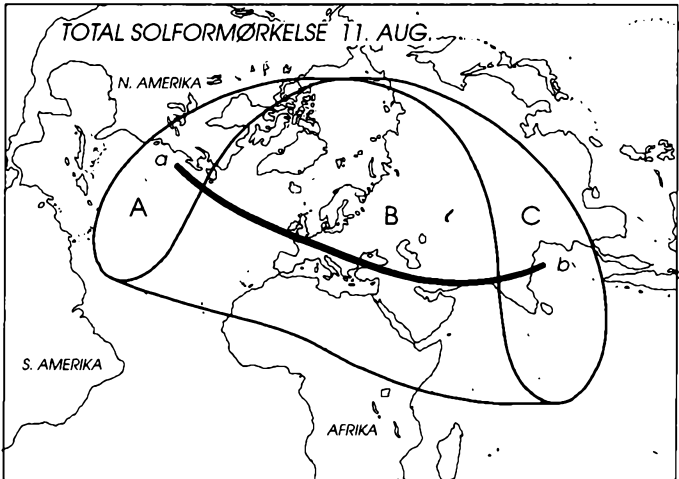 TOTAL SOLFORMØRKELSE 11. AUG.
N. AMERIKA
a
A
B
C
b
S. AMERIKA
AFRIKA